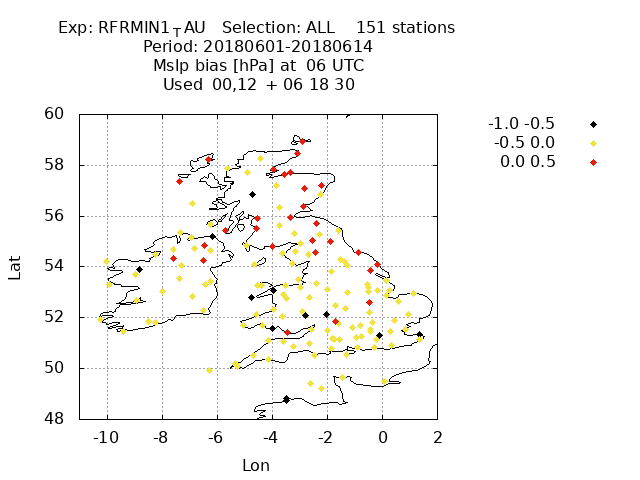 Exp: RFRMIN1TAU Selection: ALL 151 stations
Period: 20180601-20180614
Mslp bias [hPa] at 06 UTC
Used 00,12 + 06 18 30
-1.0 -0.5
-0.5 0.0
0.0 0.5
60
58
56
54
52
50
48
Lat
-10 -8 -6 -4 -2 0 2
Lon